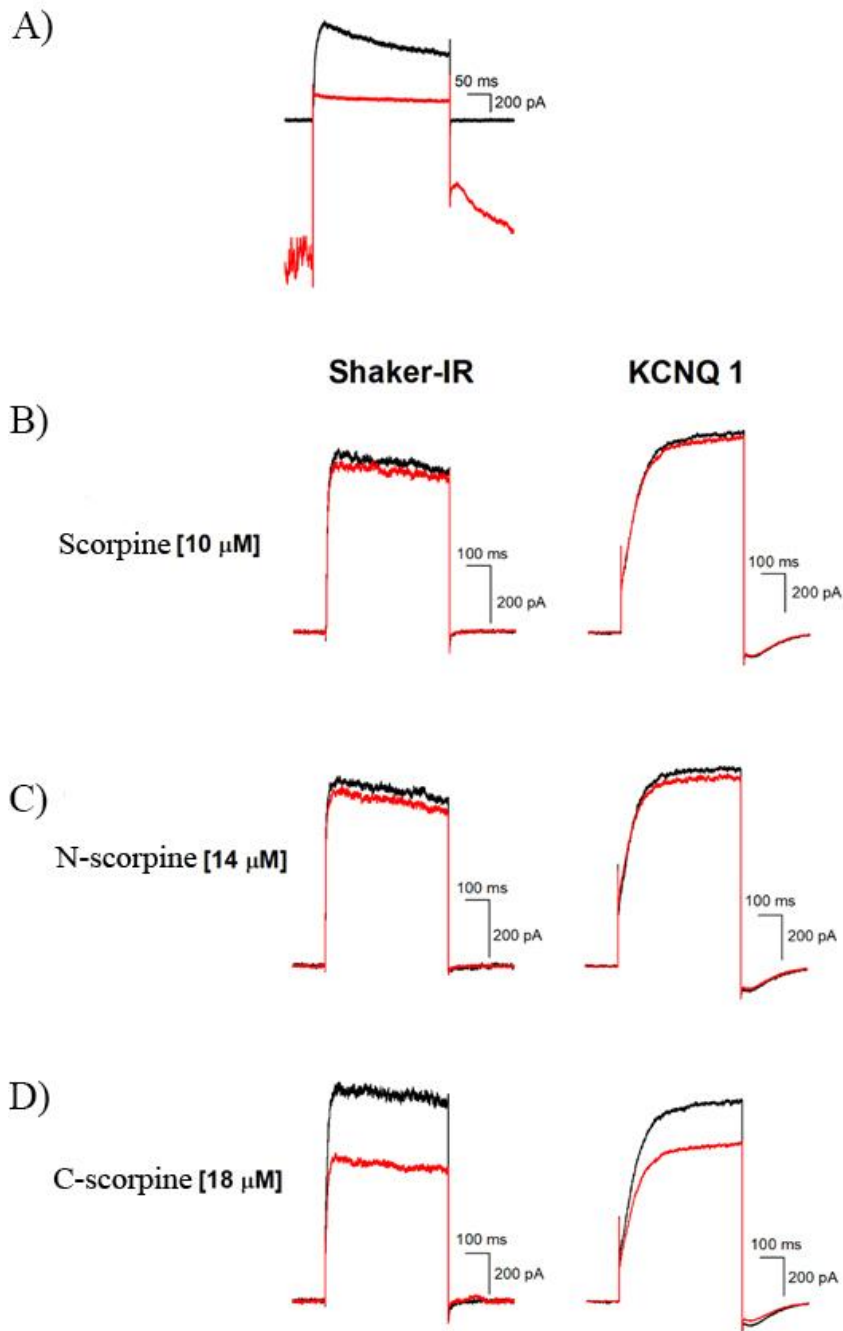 A)
50 ms
200 pA
Shaker-IR KCNQ 1
B)
Scorpine [10 μM]
100 ms
200 pA
100 ms
200 pA
C)
N-scorpine [14 μM]
100 ms
200 pA
100 ms
200 pA
D)
C-scorpine [18 μM]
100 ms
200 pA
100 ms
200 pA